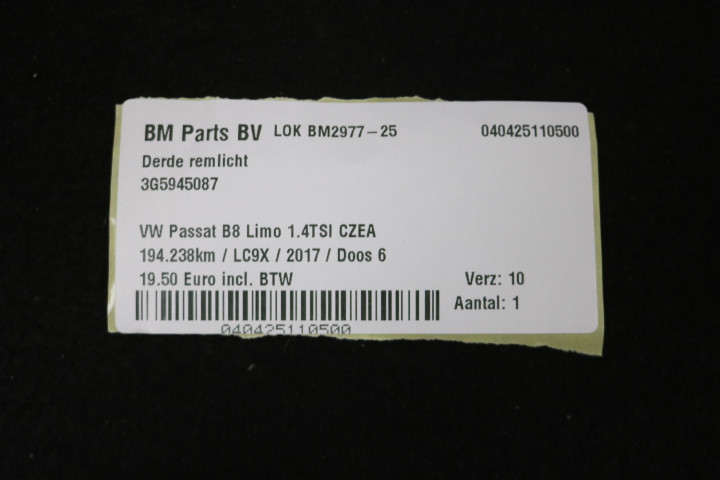 BM Parts BV LOK BM2977-25 040425110500
Derde remlicht
3G5945087
VW Passat B8 Limo 1.4TSI CZEA
194.238km / LC9X / 2017 / Doos 6
19.50 Euro incl. BTW Verz: 10
Aantal: 1
040425110500